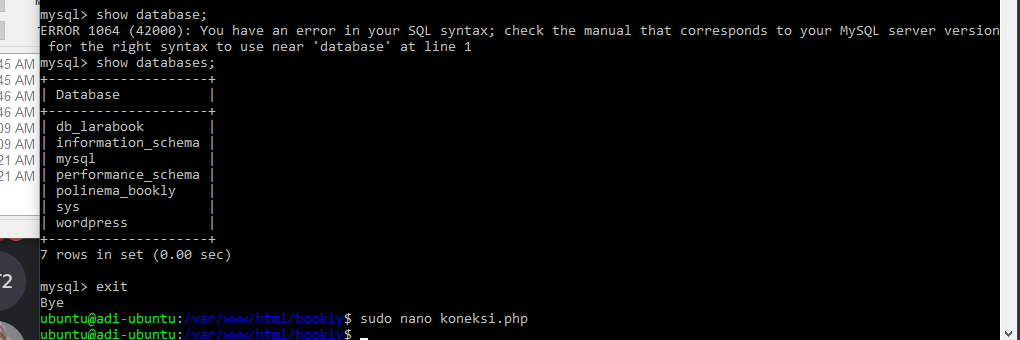 mysql> show database;
ERROR 1064 (42000): You have an error in your SQL syntax; check the manual that corresponds to your MySQL server version
 for the right syntax to use near 'database' at line 1
mysql> show databases;
+--------------------+
| Database           |
+--------------------+
| db_larabook        |
| information_schema |
| mysql              |
| performance_schema |
| polinema_bookly    |
| sys                |
| wordpress          |
+--------------------+
7 rows in set (0.00 sec)
mysql> exit
Bye
ubuntu@adi-ubuntu:/var/www/html/bookly$ sudo nano koneksi.php
ubuntu@adi-ubuntu:/var/www/html/bookly$
45 AM
45 AM
46 AM
46 AM
09 AM
09 AM
21 AM
21 AM
T2